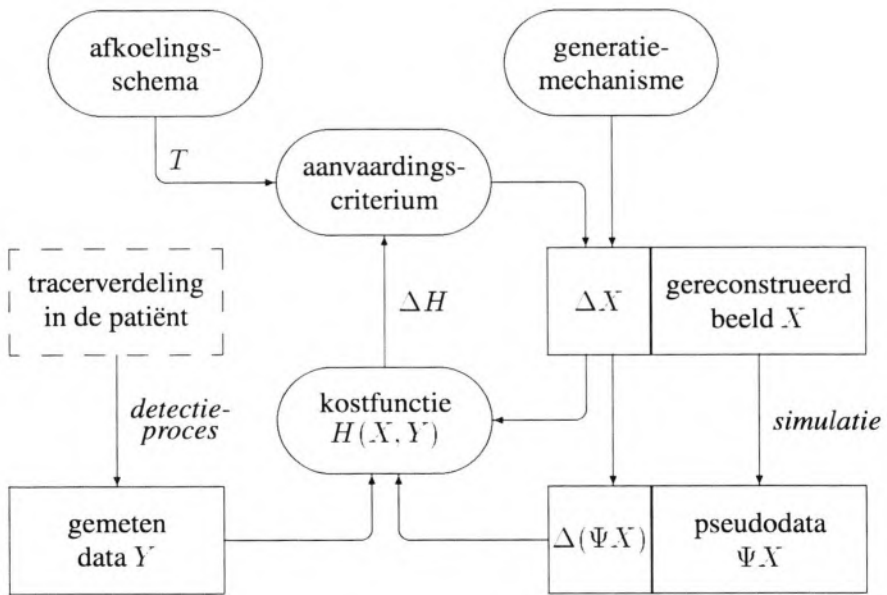 afkoelings-
schema
generatie-
mechanisme
T
aanvaardings-
criterium
tracerverdeling
in de patiënt
ΔH
ΔX
gereconstrueerd
beeld X
detectie-
proces
kostfunctie
H(X,Y)
simulatie
gemeten
data Y
Δ(ΨX)
pseudodata
ΨX